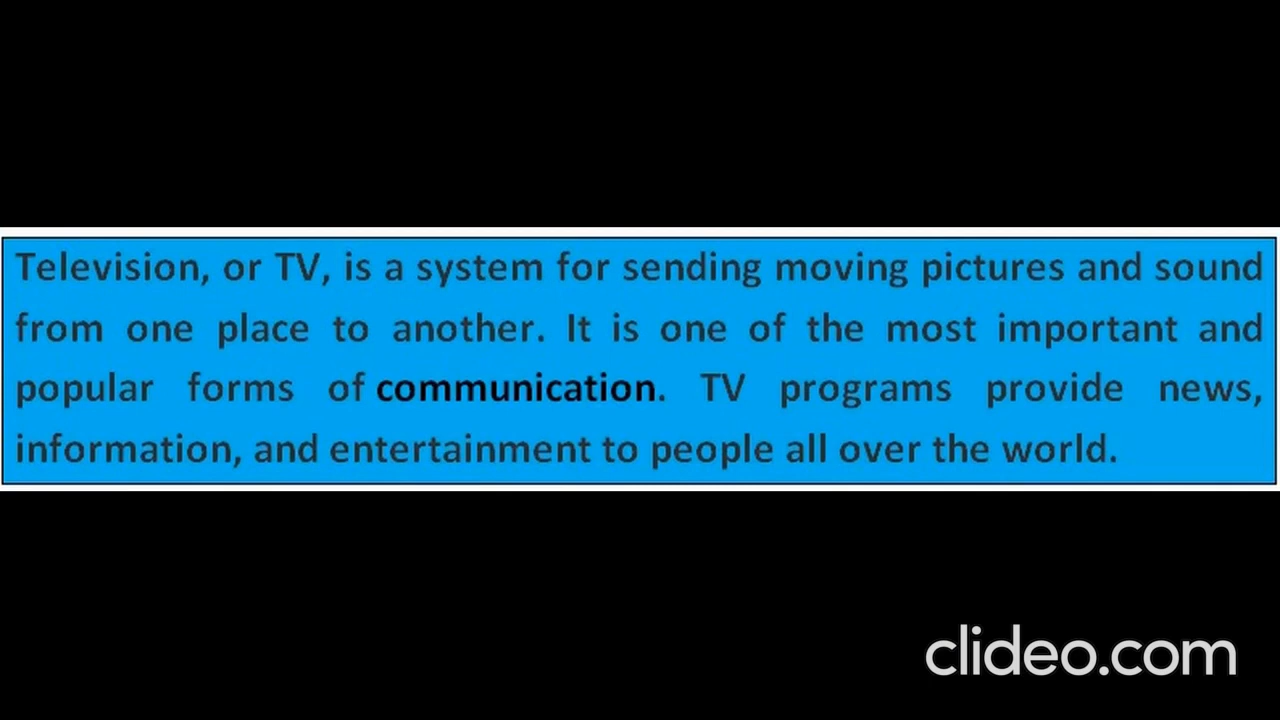 Television, or TV, is a system for sending moving pictures and sound
from one place to another. It is one of the most important and
popular forms of communication. TV programs provide news,
information, and entertainment to people all over the world.
clideo.com